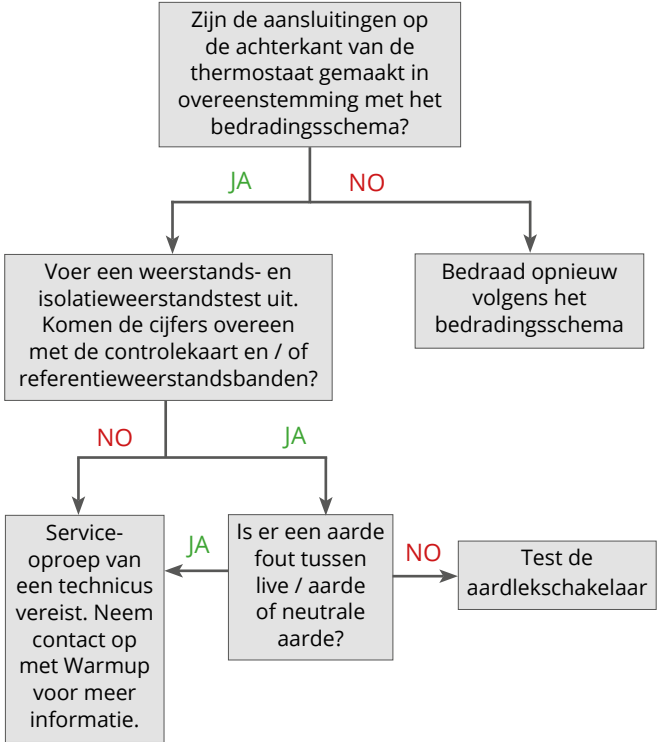 Zijn de aansluitingen op
de achterkant van de
thermostaat gemaakt in
overeenstemming met het
bedradingsschema?
JA
NO
Voer een weerstands- en
isolatieweerstandstest uit.
Komen de cijfers overeen
met de controlekaart en / of
referentieweerstandsbanden?
Bedraad opnieuw
volgens het
bedradingsschema
NO
JA
Service-
oproep van
een technicus
vereist. Neem
contact op
met Warmup
voor meer
informatie.
JA
Is er een aarde
fout tussen
live / aarde
of neutrale
aarde?
NO
Test de
aardlekschakelaar